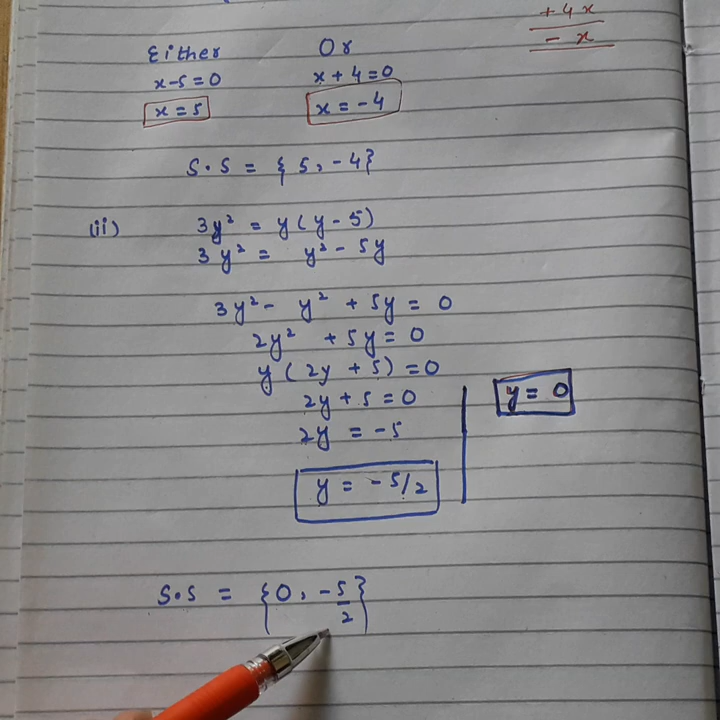 + 4x
- x
Either Or
x-5=0 x+4=0
x=5 x=-4
S.S = {5, -4}
(ii) 3y² = y(y-5)
3y² = y²-5y
3y² - y² + 5y = 0
2y² + 5y = 0
y(2y+5)=0
2y+5=0 y=0
2y = -5
y = -5/2
S.S = {0, -5/2}